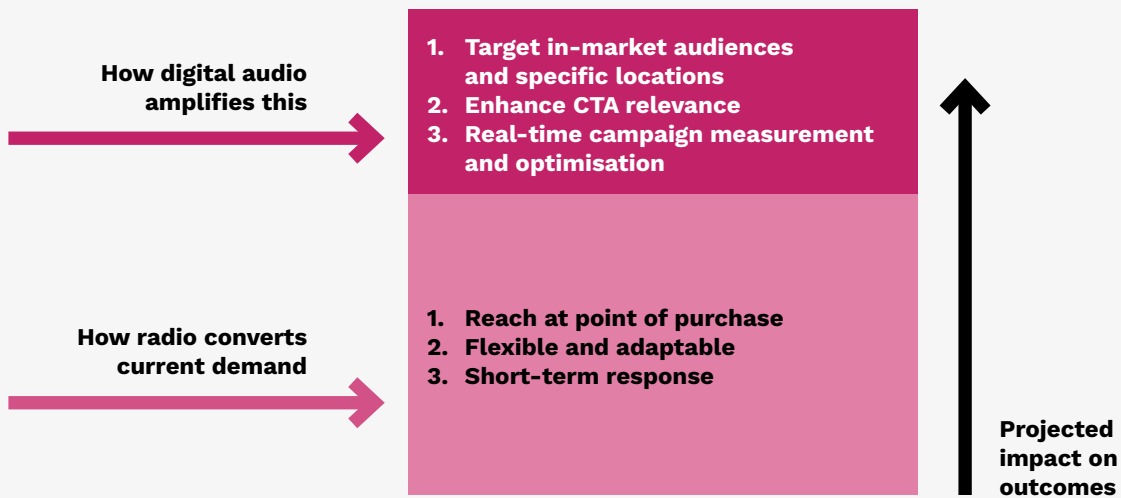 How digital audio
amplifies this
1. Target in-market audiences
and specific locations
2. Enhance CTA relevance
3. Real-time campaign measurement
and optimisation
How radio converts
current demand
1. Reach at point of purchase
2. Flexible and adaptable
3. Short-term response
Projected
impact on
outcomes